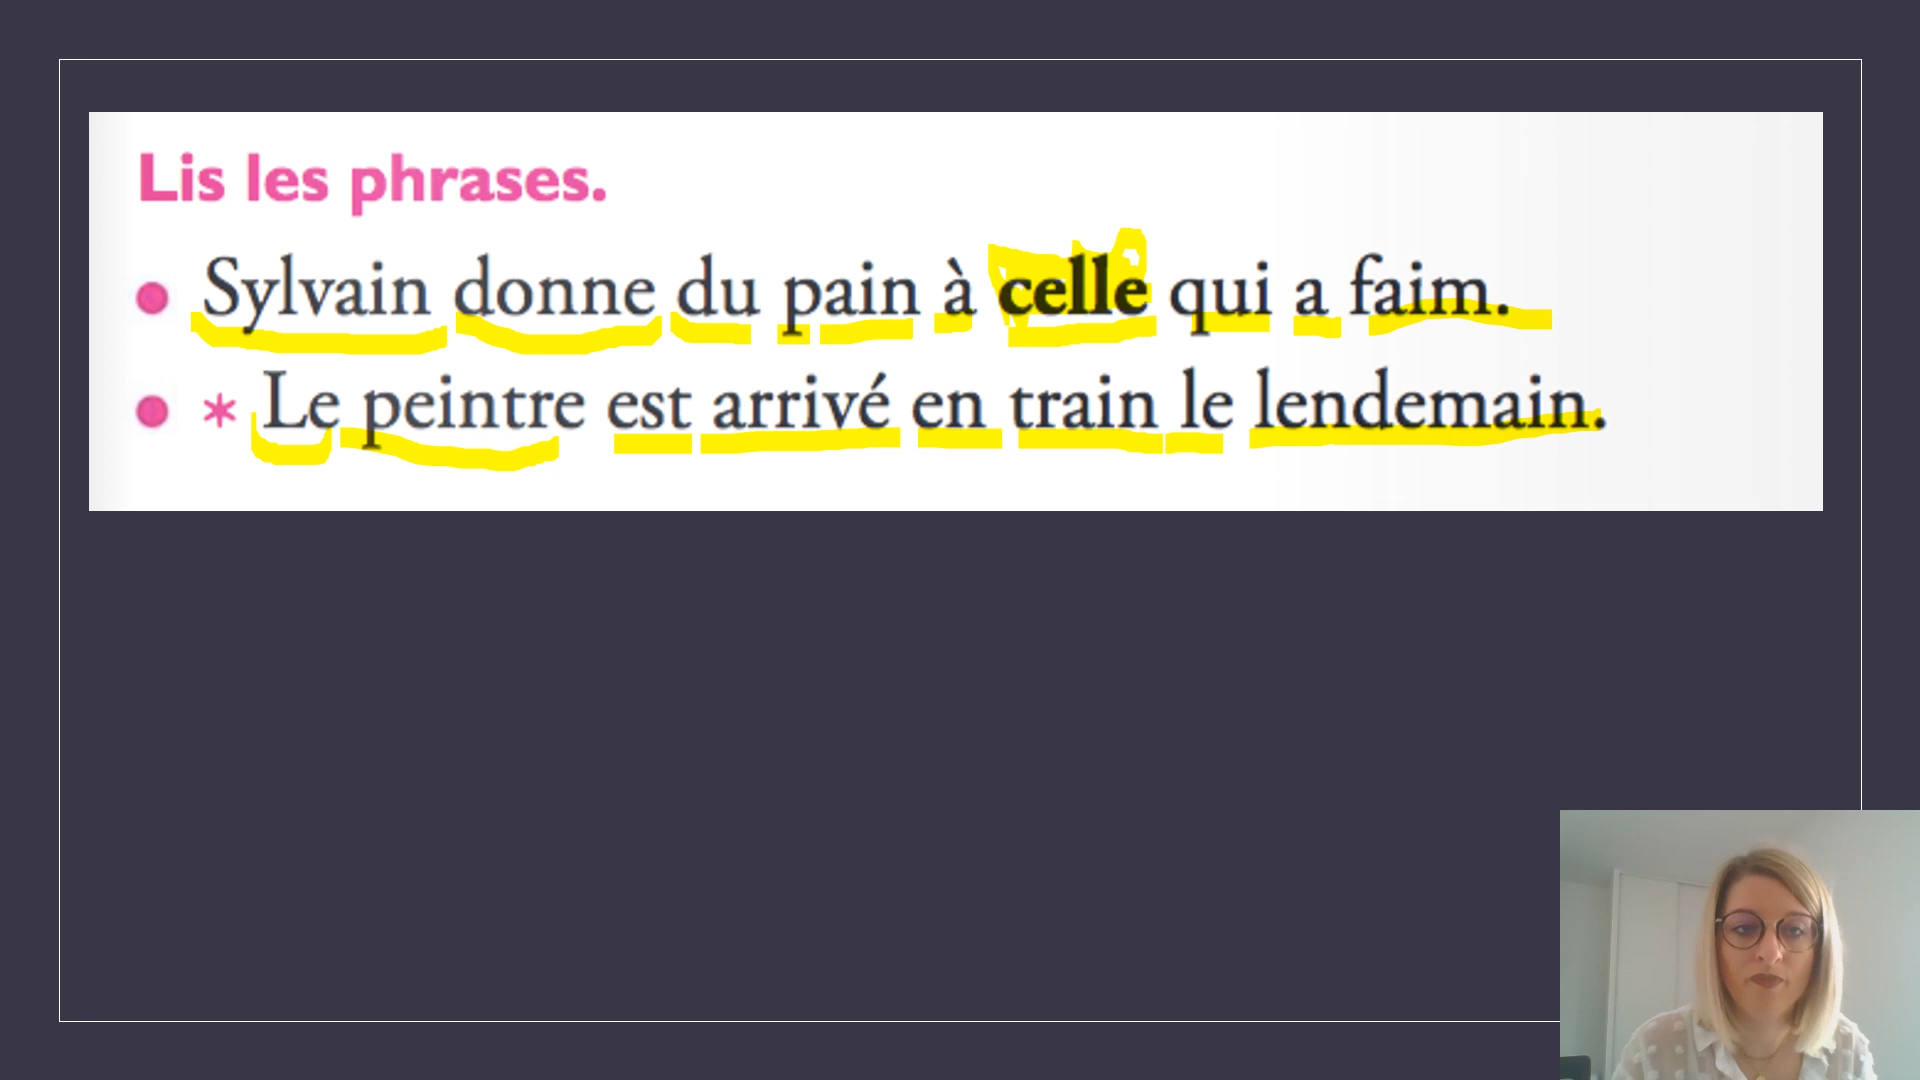 Lis les phrases.
● Sylvain donne du pain à celle qui a faim.
● * Le peintre est arrivé en train le lendemain.